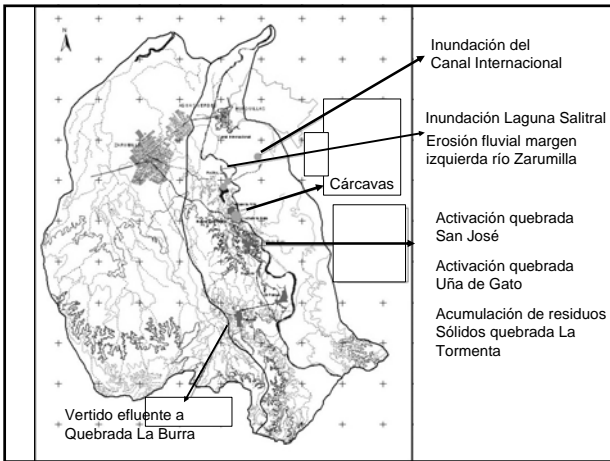 Inundación del
Canal Internacional
Inundación Laguna Salitral
Erosión fluvial margen
izquierda río Zarumilla
Cárcavas
Activación quebrada
San José
Activación quebrada
Uña de Gato
Acumulación de residuos
Sólidos quebrada La
Tormenta
Vertido efluente a
Quebrada La Burra
N